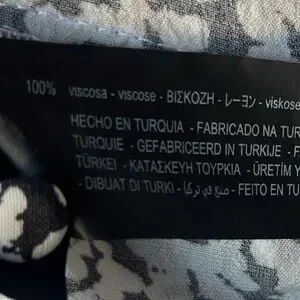 100% viscosa - viscose - ΒΙΣΚΟΖΗ - レーヨン - viskose
HECHO EN TURQUIA - FABRICADO NA TUR
TURQUIE - GEFABRICEERD IN TURKIJE - F
TÜRKEI - ΚΑΤΑΣΚΕΥΗ ΤΟΥΡΚΙΑ - ÜRETİM Y
- DIBUAT DI TURKI - صنع في تركيا - FEITO EN TU